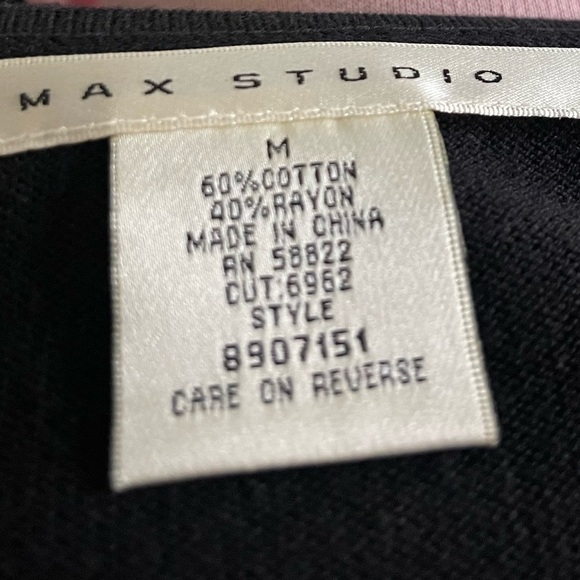 MAX STUDIO
M
60%COTTON
40%RAYON
MADE IN CHINA
RN 58822
CUT:6962
STYLE
8907151
CARE ON REVERSE